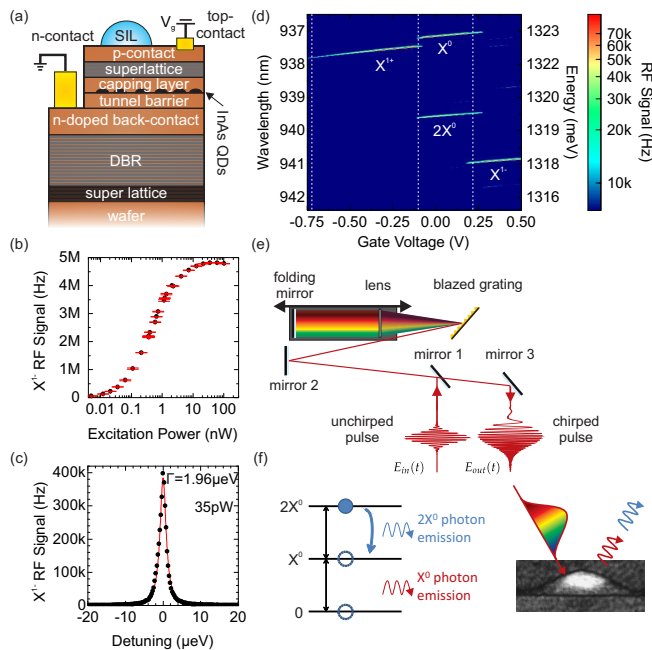 (a)
n-contact
SIL
Vg
top-
contact
p-contact
superlattice
capping layer
tunnel barrier
n-doped back-contact
InAs QDs
DBR
super lattice
wafer
(d)
Wavelength (nm)
937
938
939
940
941
942
X¹⁺
X⁰
2X⁰
X¹⁻
-0.75
-0.50
-0.25
0.00
0.25
0.50
Gate Voltage (V)
1323
1322
1320
1319
1318
1316
Energy (meV)
70k
60k
50k
40k
30k
20k
10k
RF Signal (Hz)
(b)
X¹⁻ RF Signal (Hz)
5M
4M
3M
2M
1M
0
0.01
0.1
1
10
100
Excitation Power (nW)
(c)
X¹⁻ RF Signal (Hz)
400k
300k
200k
100k
0
Γ=1.96µeV
35pW
-20
-10
0
10
20
Detuning (µeV)
(e)
folding
mirror
lens
blazed grating
mirror 1
mirror 3
mirror 2
unchirped
pulse
chirped
pulse
Ein(t)
Eout(t)
(f)
2X⁰
X⁰
0
2X⁰ photon
emission
X⁰ photon
emission